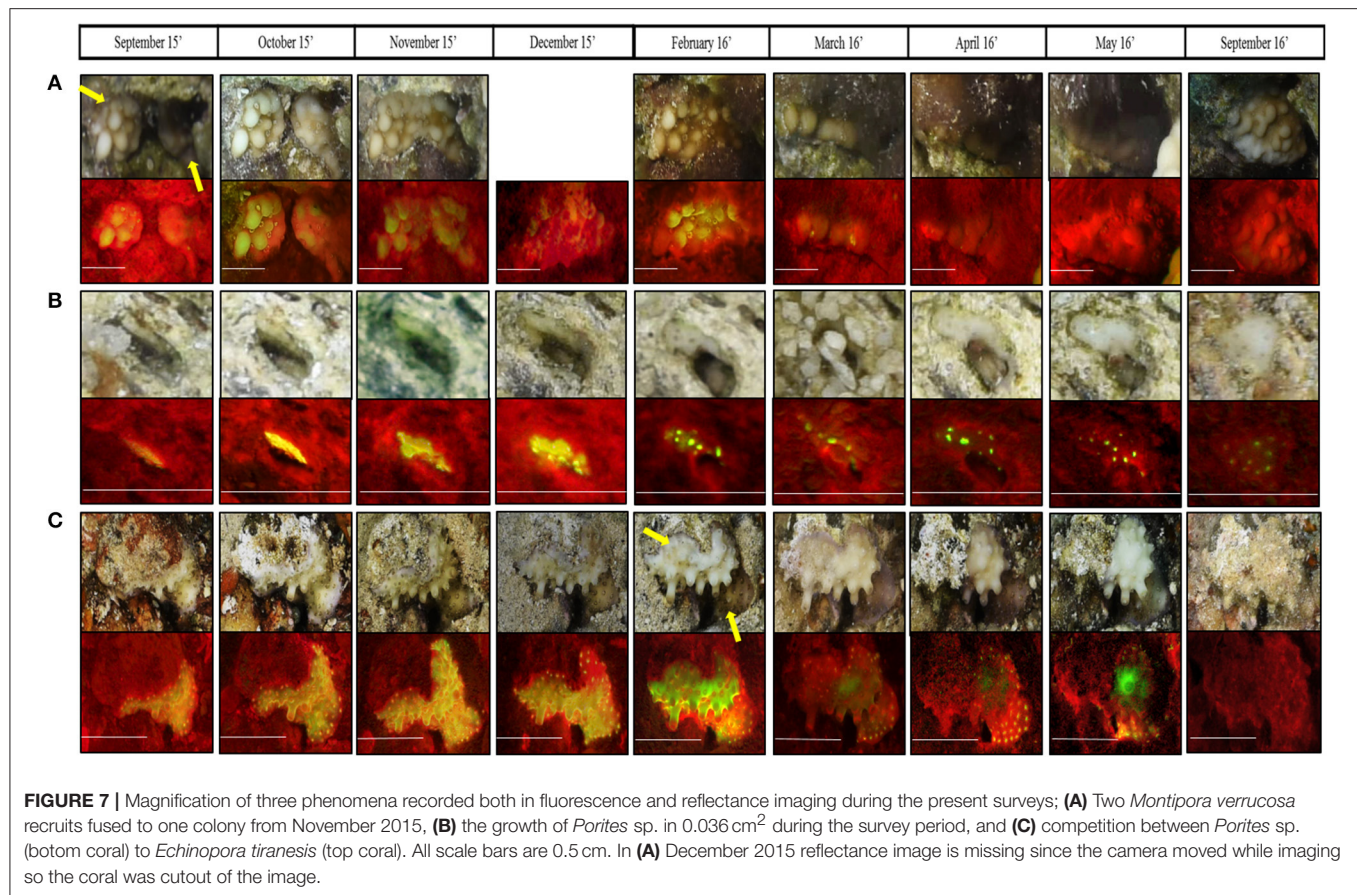 September 15’ October 15’ November 15’ December 15’ February 16’ March 16’ April 16’ May 16’ September 16’
A
B
C
FIGURE 7 | Magnification of three phenomena recorded both in fluorescence and reflectance imaging during the present surveys; (A) Two Montipora verrucosa
recruits fused to one colony from November 2015, (B) the growth of Porites sp. in 0.036 cm² during the survey period, and (C) competition between Porites sp.
(botom coral) to Echinopora tiranesis (top coral). All scale bars are 0.5 cm. In (A) December 2015 reflectance image is missing since the camera moved while imaging
so the coral was cutout of the image.